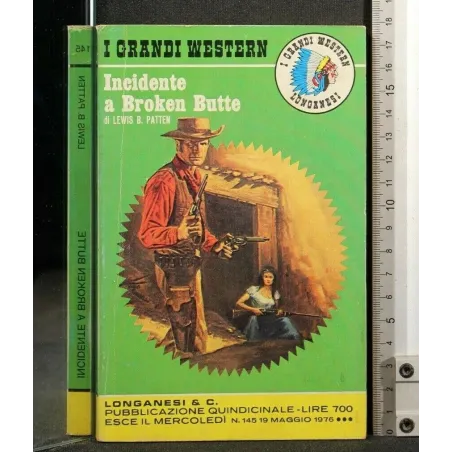 I GRANDI WESTERN
Incidente
a Broken Butte
di LEWIS B. PATTEN
I GRANDI WESTERN
LONGANESI
LONGANESI & C.
PUBBLICAZIONE QUINDICINALE - LIRE 700
ESCE IL MERCOLEDÌ N. 145 19 MAGGIO 1976 ●●●
145
LEWIS B. PATTEN
INCIDENTE A BROKEN BUTTE